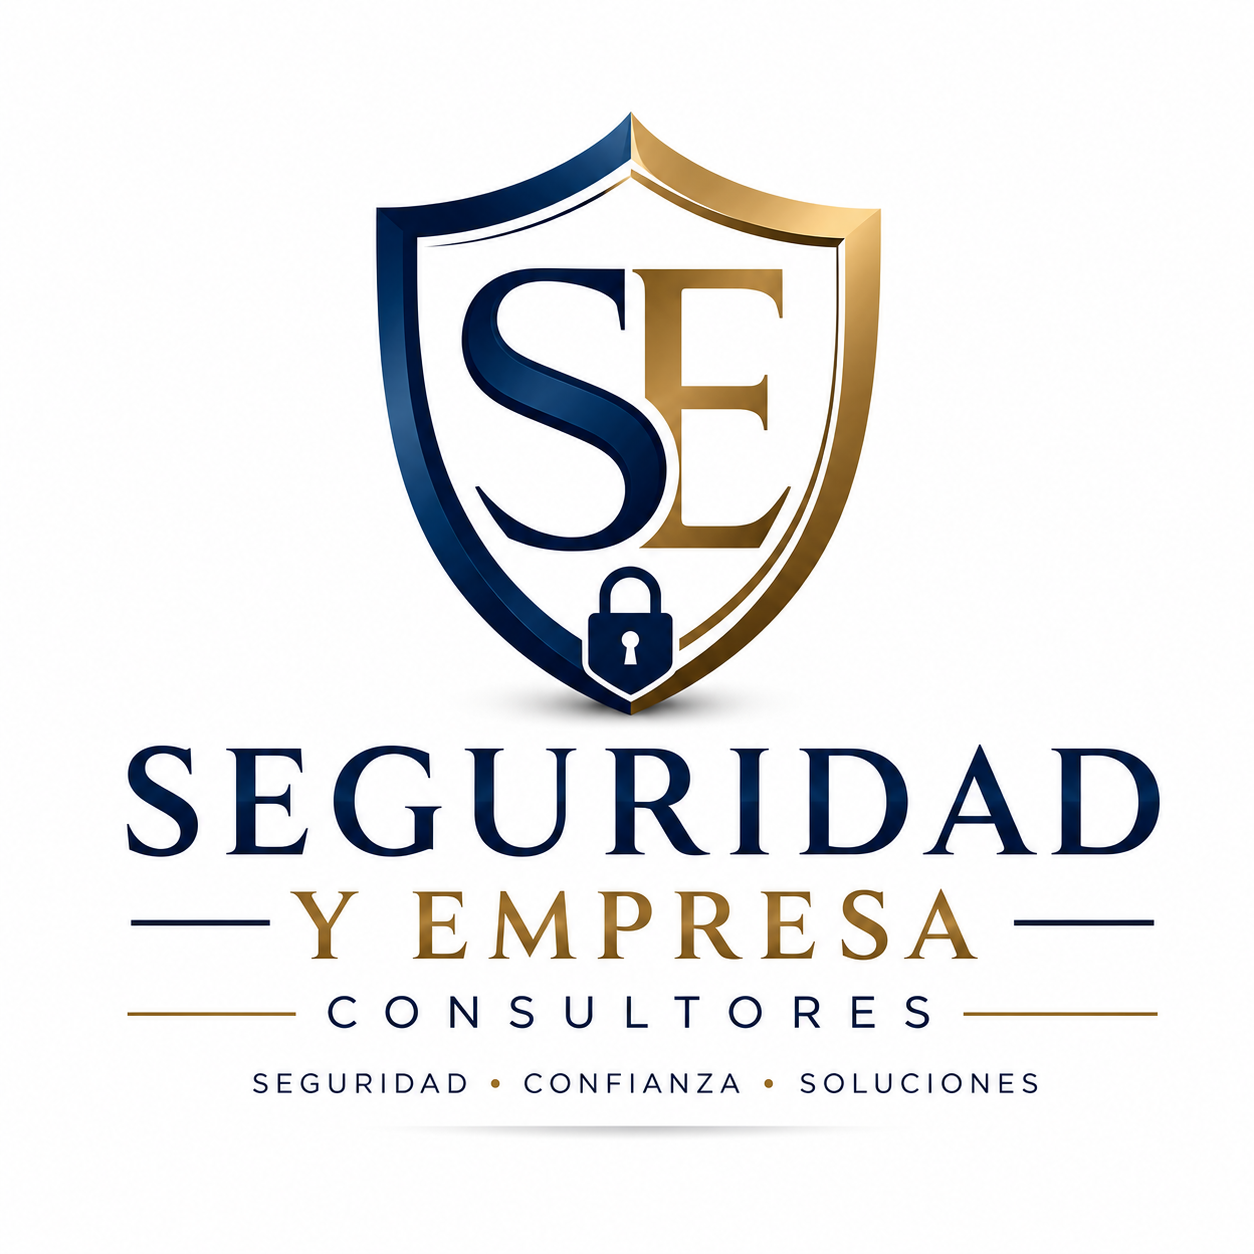 SE
SEGURIDAD
Y EMPRESA
CONSULTORES
SEGURIDAD • CONFIANZA • SOLUCIONES